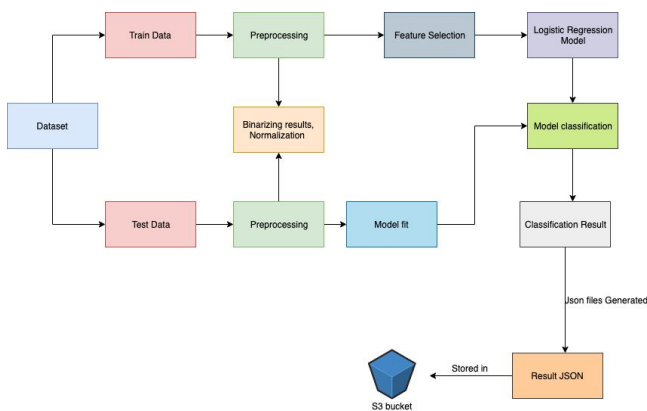 Train Data
Preprocessing
Feature Selection
Logistic Regression
Model
Dataset
Binarizing results,
Normalization
Model classification
Test Data
Preprocessing
Model fit
Classification Result
Json files Generated
Stored in
Result JSON
S3 bucket